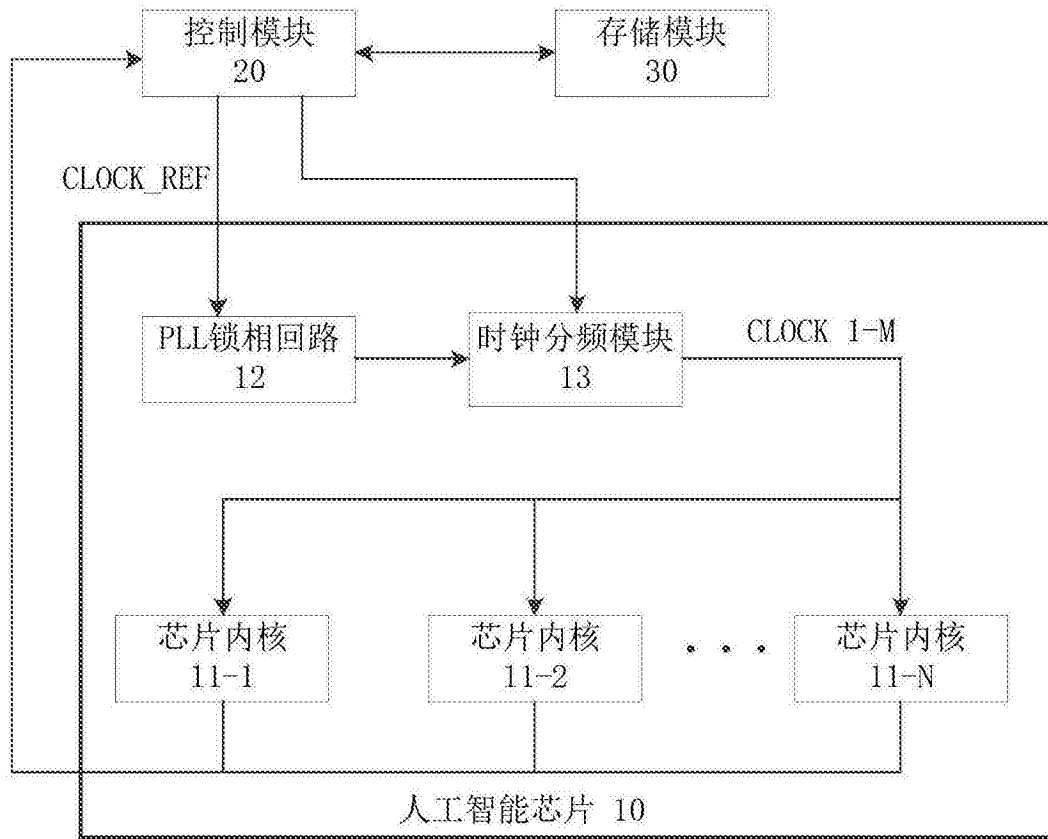 控制模块
20
存储模块
30
CLOCK_REF
PLL锁相回路
12
时钟分频模块
13
CLOCK 1-M
芯片内核
11-1
芯片内核
11-2
· · ·
芯片内核
11-N
人工智能芯片 10